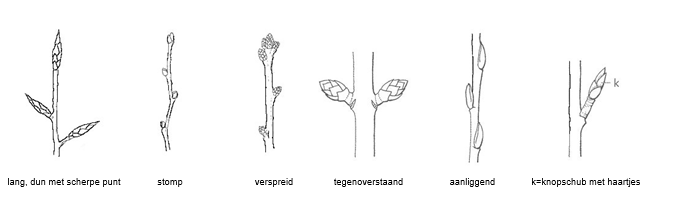 k
lang, dun met scherpe punt stomp verspreid tegenoverstaand aanliggend k=knopschub met haartjes